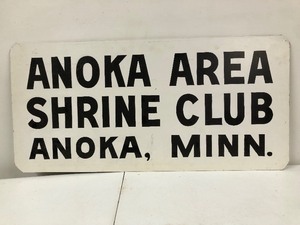 ANOKA AREA
SHRINE CLUB
ANOKA, MINN.